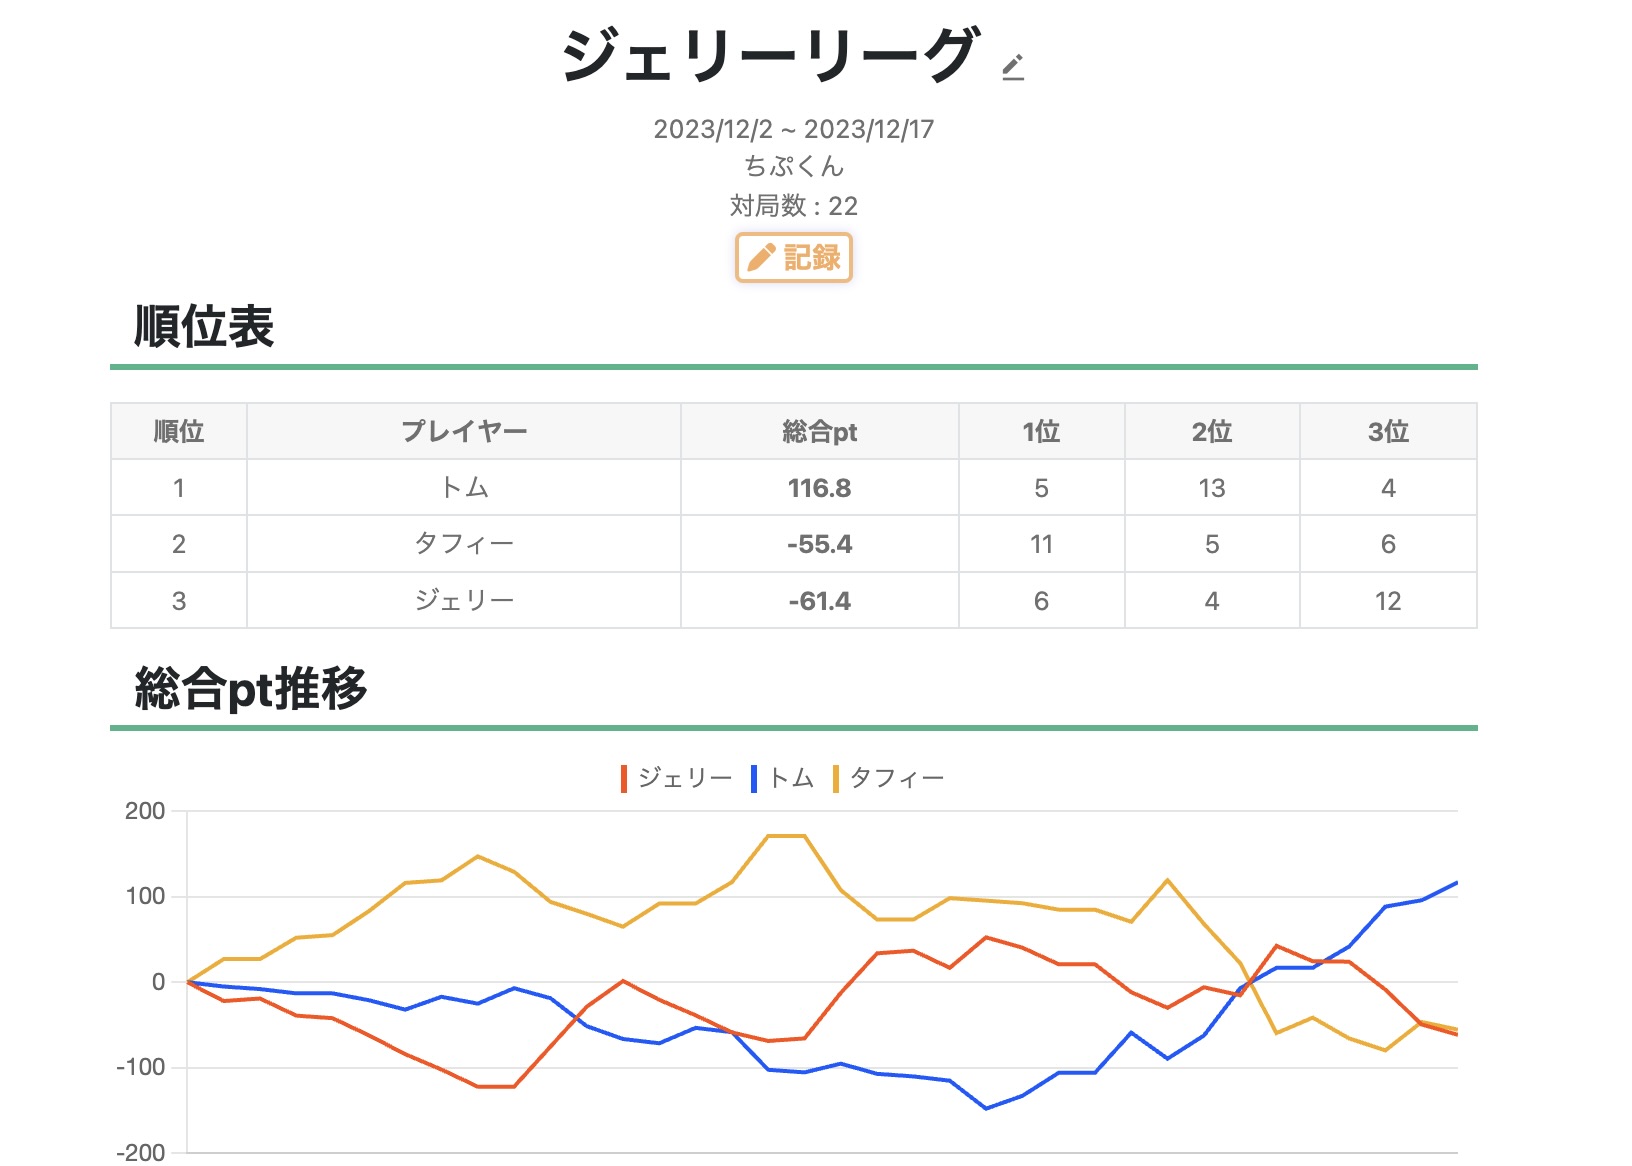 ジェリーリーグ
2023/12/2 ~ 2023/12/17
ちぷくん
対局数 : 22
記録
順位表
順位 プレイヤー 総合pt 1位 2位 3位
1 トム 116.8 5 13 4
2 タフィー -55.4 11 5 6
3 ジェリー -61.4 6 4 12
総合pt推移
ジェリー トム タフィー
200
100
0
-100
-200